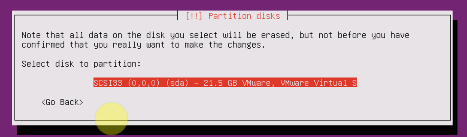 [!!] Partition disks
Note that all data on the disk you select will be erased, but not before you have
confirmed that you really want to make the changes.
Select disk to partition:
SCSI33 (0,0,0) (sda) - 21.5 GB VMware, VMware Virtual S
<Go Back>